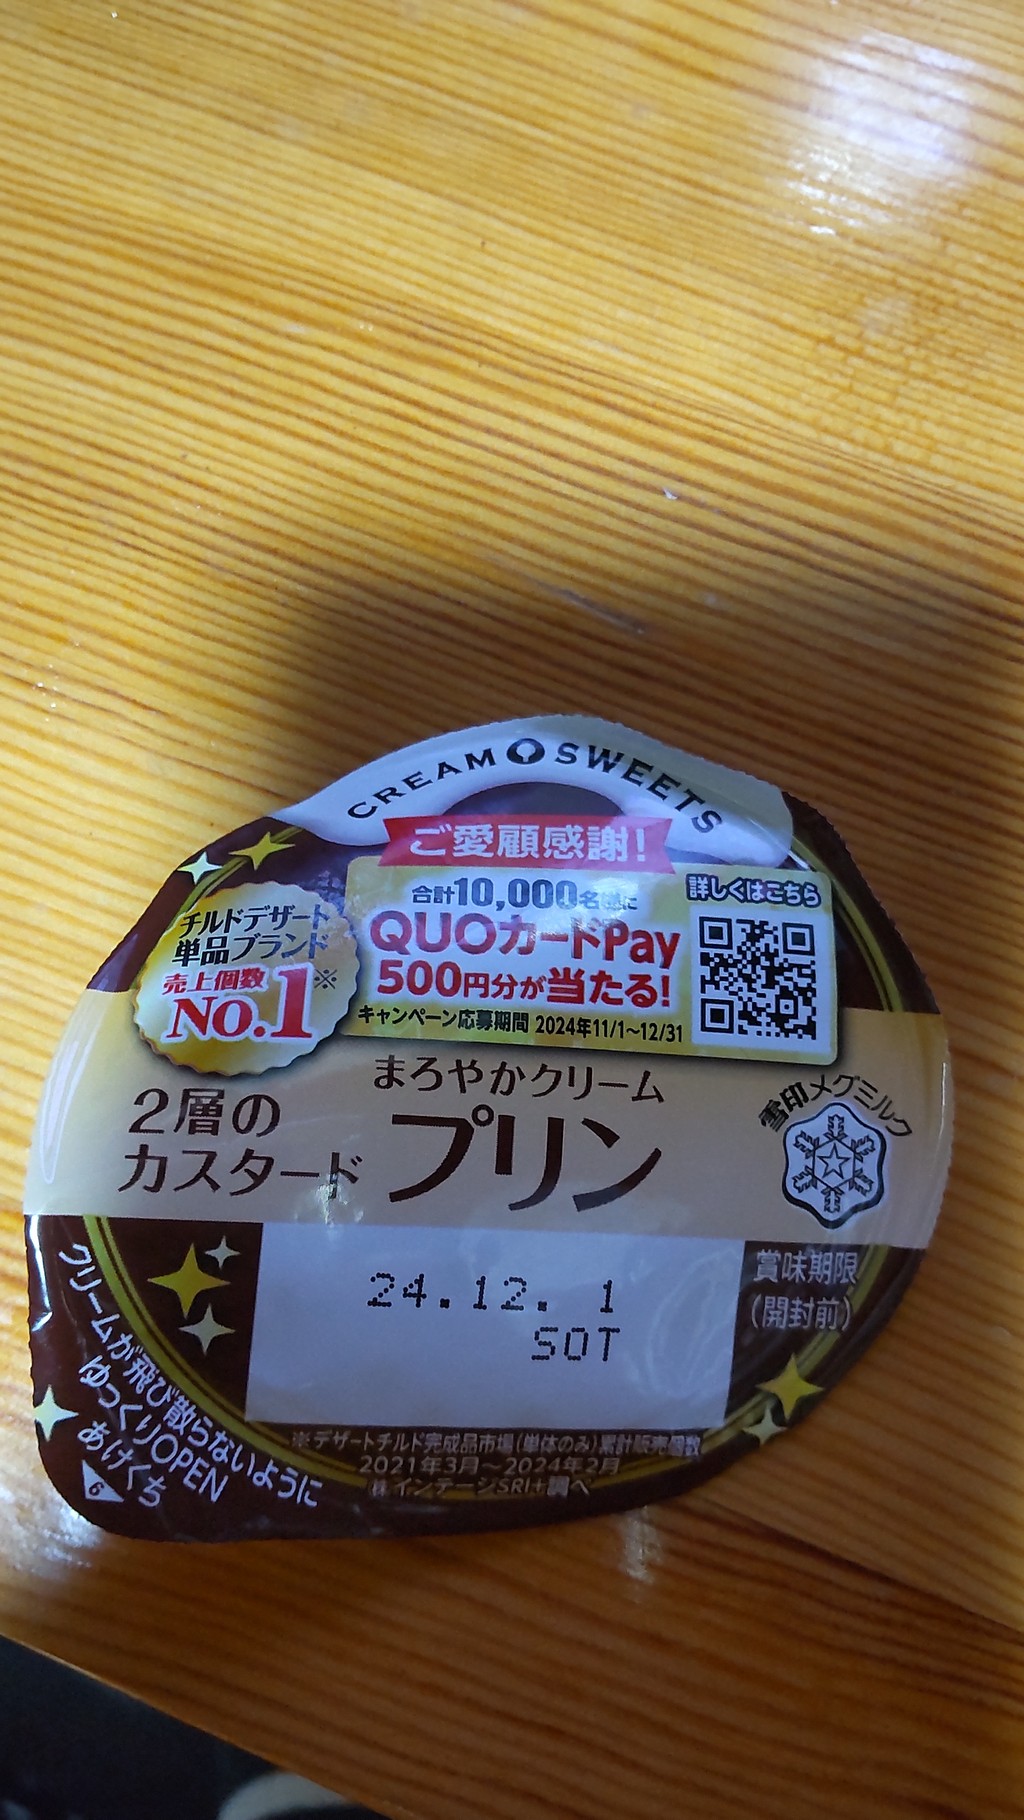 CREAM SWEETS
ご愛顧感謝!
合計10,000名様に
QUOカードPay
500円分が当たる!
キャンペーン応募期間 2024年11/1~12/31
詳しくはこちら
チルドデザート
単品ブランド
売上個数※
No.1
まろやかクリーム
プリン
2層の
カスタード
雪印メグミルク
24.12. 1
SOT
賞味期限
(開封前)
クリームが飛び散らないように
ゆっくりOPEN
あけくち
6
※デザートチルド完成品市場(単体のみ)累計販売個数
2021年3月~2024年2月
㈱インテージSRI+調べ